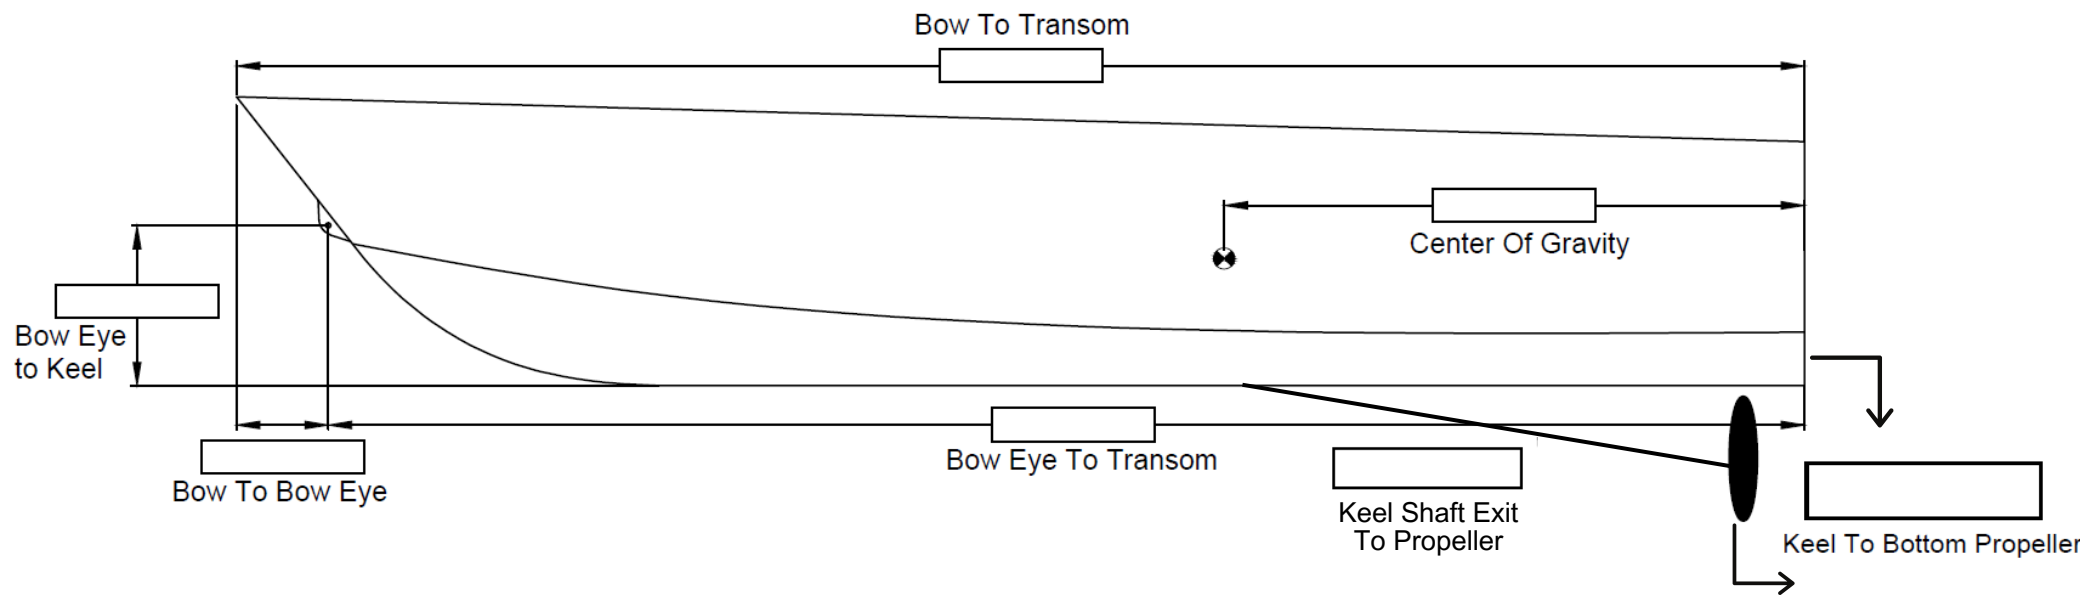 Bow To Transom
Center Of Gravity
Bow Eye
to Keel
Bow Eye To Transom
Bow To Bow Eye
Keel Shaft Exit
To Propeller
Keel To Bottom Propeller